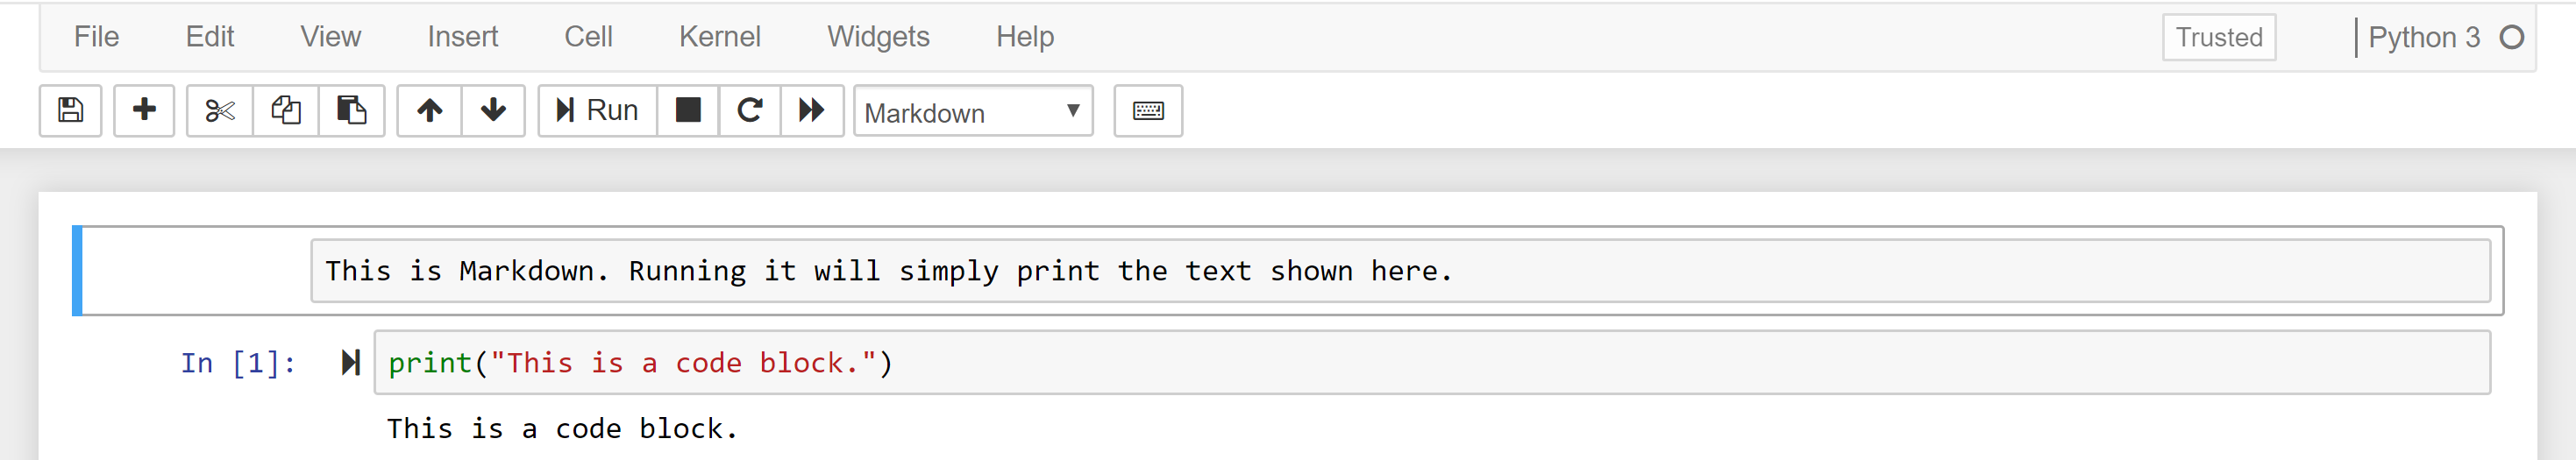 File Edit View Insert Cell Kernel Widgets Help Trusted Python 3
Run Markdown
This is Markdown. Running it will simply print the text shown here.
In [1]: print("This is a code block.")
This is a code block.